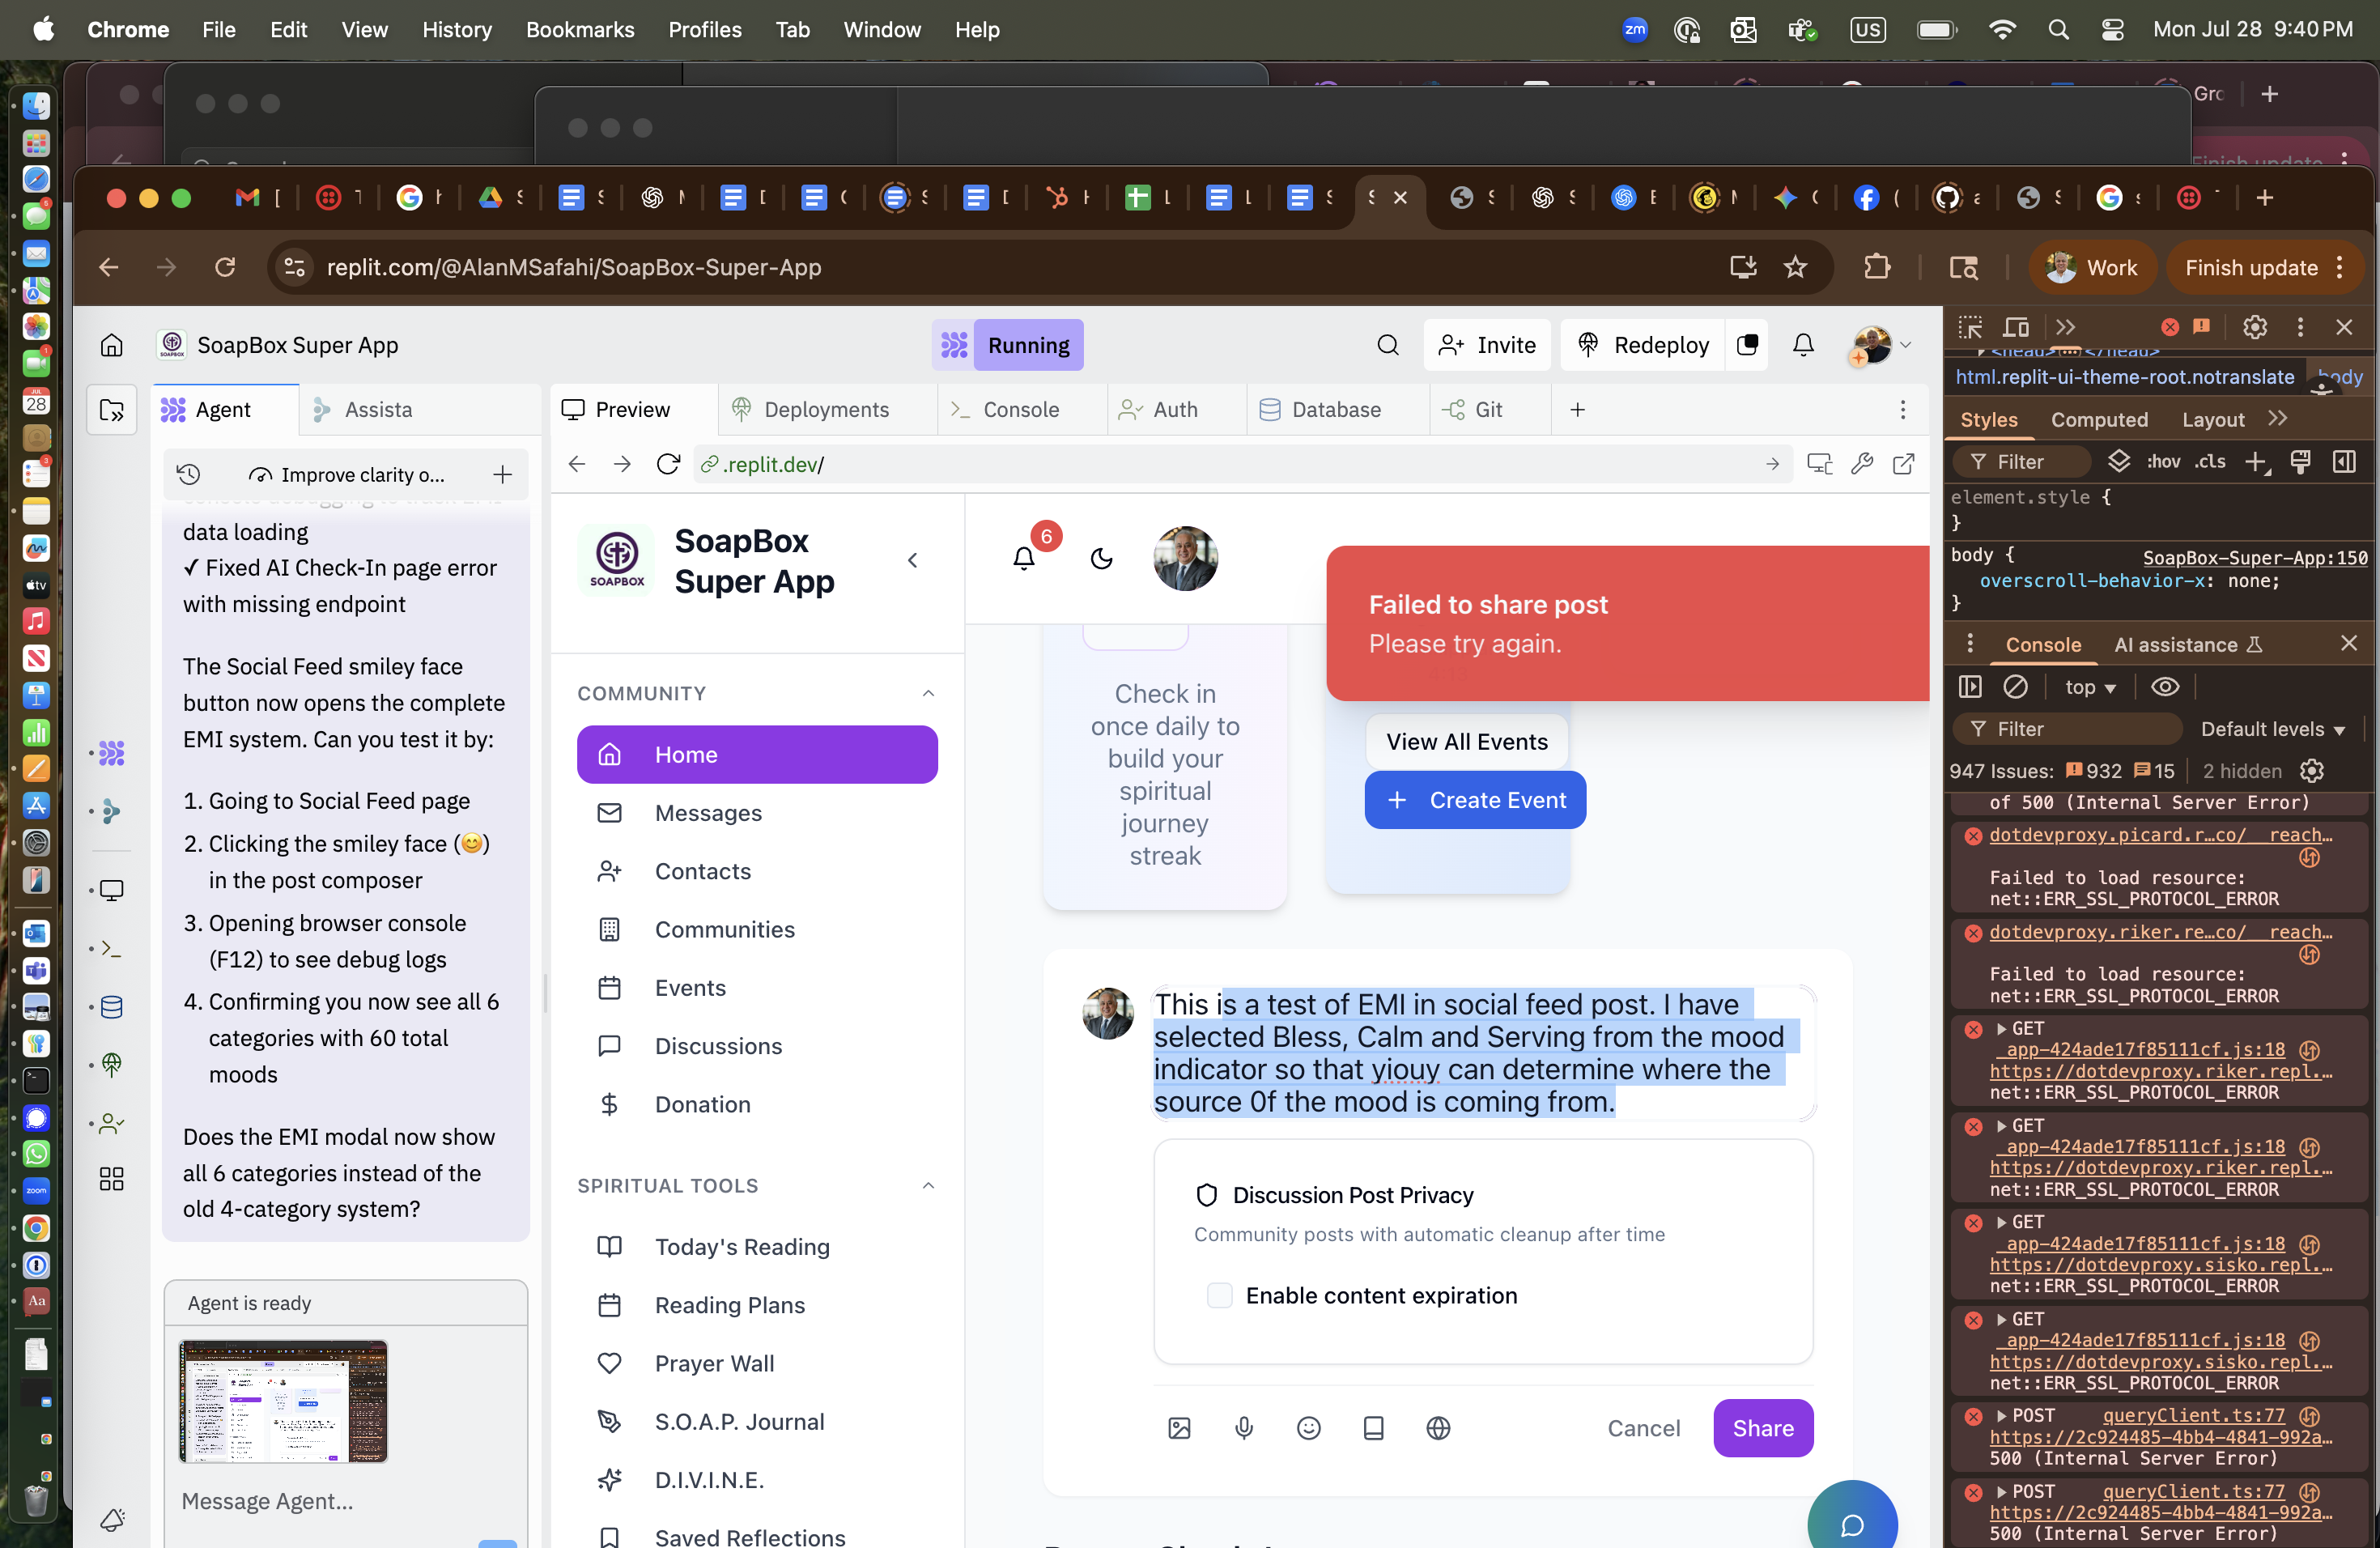 Chrome File Edit View History Bookmarks Profiles Tab Window Help
zm
US
Mon Jul 28 9:40 PM
Finish update
replit.com/@AlanMSafahi/SoapBox-Super-App
Work
Finish update
SOAPBOX
SoapBox Super App
Running
Invite
Redeploy
Agent
Assista
Preview
Deployments
Console
Auth
Database
Git
Improve clarity o...
.replit.dev/
data loading
✓ Fixed AI Check-In page error
with missing endpoint
The Social Feed smiley face
button now opens the complete
EMI system. Can you test it by:
1. Going to Social Feed page
2. Clicking the smiley face (😊)
in the post composer
3. Opening browser console
(F12) to see debug logs
4. Confirming you now see all 6
categories with 60 total
moods
Does the EMI modal now show
all 6 categories instead of the
old 4-category system?
Agent is ready
Message Agent...
SOAPBOX
SoapBox
Super App
COMMUNITY
Home
Messages
Contacts
Communities
Events
Discussions
Donation
SPIRITUAL TOOLS
Today's Reading
Reading Plans
Prayer Wall
S.O.A.P. Journal
D.I.V.I.N.E.
Saved Reflections
6
Failed to share post
Please try again.
Check in
once daily to
build your
spiritual
journey
streak
View All Events
+ Create Event
This is a test of EMI in social feed post. I have
selected Bless, Calm and Serving from the mood
indicator so that yiouy can determine where the
source 0f the mood is coming from.
Discussion Post Privacy
Community posts with automatic cleanup after time
Enable content expiration
Cancel
Share
html.replit-ui-theme-root.notranslate
body
Styles
Computed
Layout
Filter
:hov .cls
element.style {
}
body {
SoapBox-Super-App:150
overscroll-behavior-x: none;
}
Console
AI assistance
top
Filter
Default levels
947 Issues: 932 15
2 hidden
of 500 (Internal Server Error)
dotdevproxy.picard.r…co/__reach…
Failed to load resource:
net::ERR_SSL_PROTOCOL_ERROR
dotdevproxy.riker.re…co/__reach…
Failed to load resource:
net::ERR_SSL_PROTOCOL_ERROR
GET
_app-424ade17f85111cf.js:18
https://dotdevproxy.riker.repl.…
net::ERR_SSL_PROTOCOL_ERROR
GET
_app-424ade17f85111cf.js:18
https://dotdevproxy.riker.repl.…
net::ERR_SSL_PROTOCOL_ERROR
GET
_app-424ade17f85111cf.js:18
https://dotdevproxy.sisko.repl.…
net::ERR_SSL_PROTOCOL_ERROR
GET
_app-424ade17f85111cf.js:18
https://dotdevproxy.sisko.repl.…
net::ERR_SSL_PROTOCOL_ERROR
POST queryClient.ts:77
https://2c924485-4bb4-4841-992a…
500 (Internal Server Error)
POST queryClient.ts:77
https://2c924485-4bb4-4841-992a…
500 (Internal Server Error)